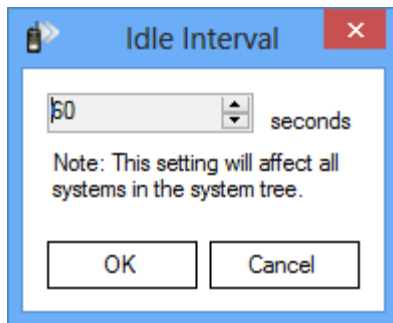 Idle Interval
60
seconds
Note: This setting will affect all
systems in the system tree.
OK
Cancel